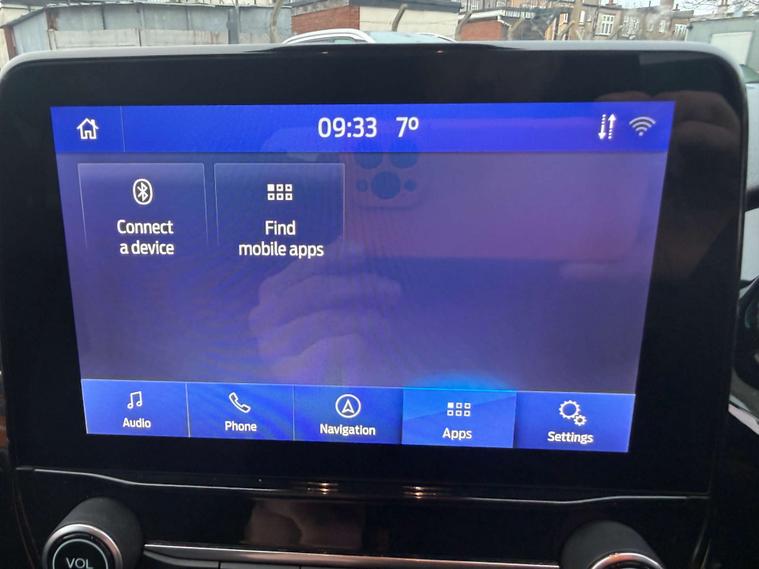 09:33 7º
Connect
a device
Find
mobile apps
Audio
Phone
Navigation
Apps
Settings
VOL